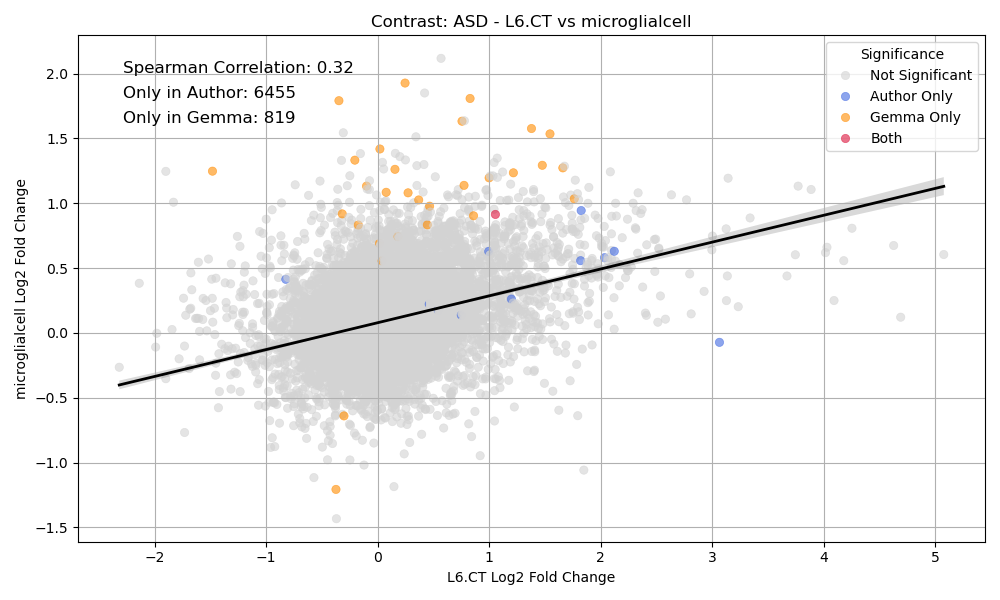 Contrast: ASD - L6.CT vs microglialcell
Spearman Correlation: 0.32
Only in Author: 6455
Only in Gemma: 819
Significance
Not Significant
Author Only
Gemma Only
Both
microglialcell Log2 Fold Change
2.0
1.5
1.0
0.5
0.0
−0.5
−1.0
−1.5
−2
−1
0
1
2
3
4
5
L6.CT Log2 Fold Change